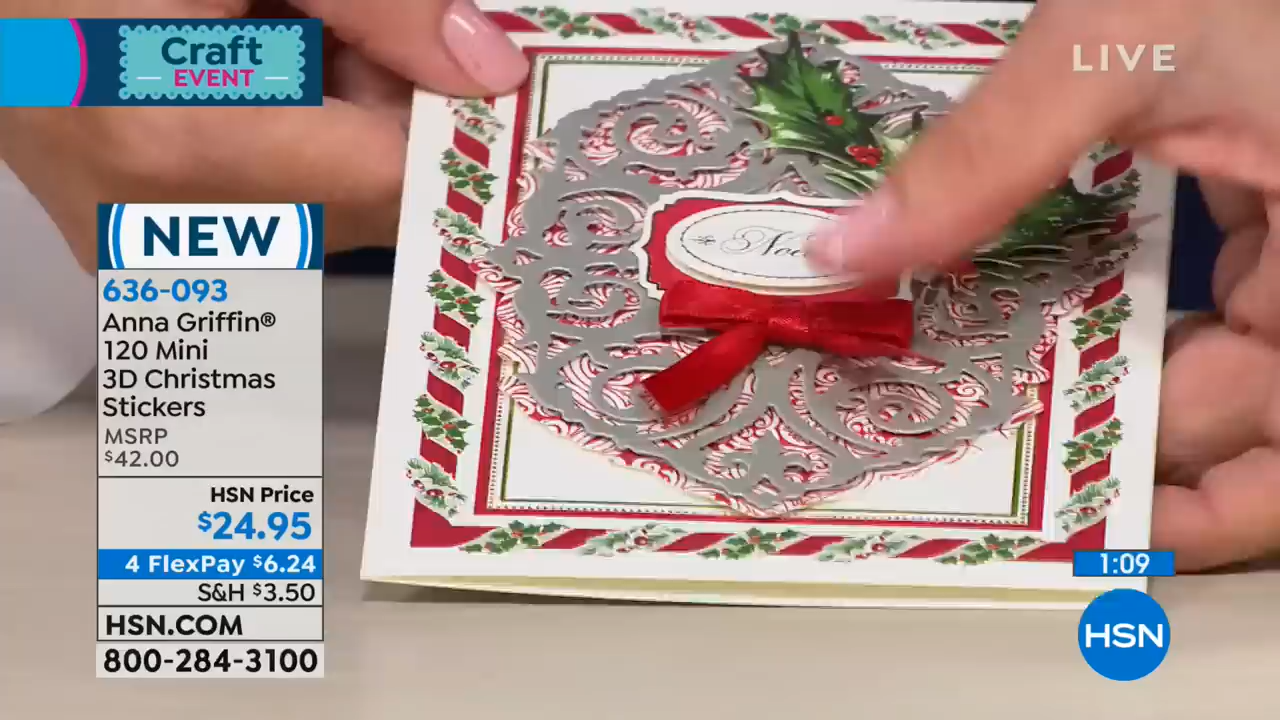 Craft
EVENT
LIVE
NEW
636-093
Anna Griffin®
120 Mini
3D Christmas
Stickers
MSRP
$42.00
HSN Price
$24.95
4 FlexPay $6.24
S&H $3.50
HSN.COM
800-284-3100
1:09
HSN